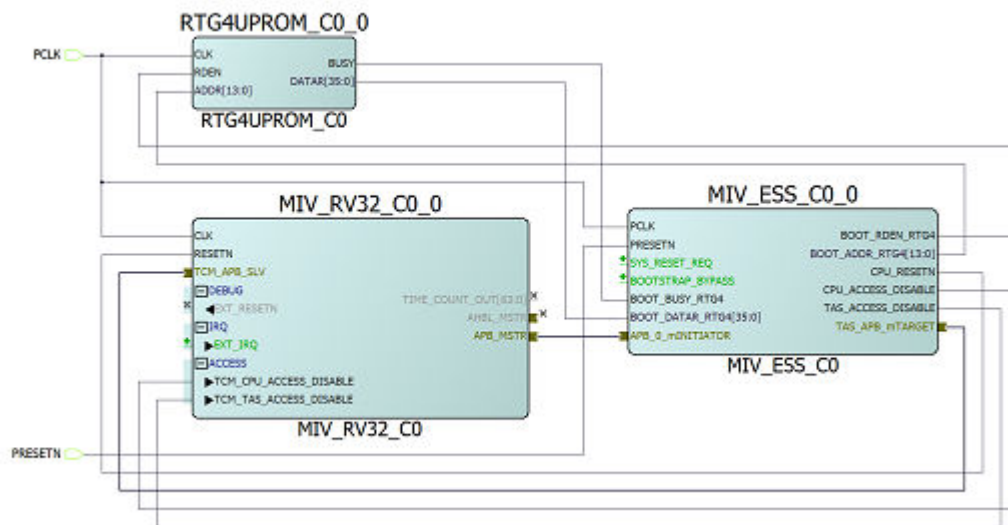 RTG4UPROM_C0_0
PCLK
CLK
RDEN
ADDR[13:0]
BUSY
DATAR[35:0]
RTG4UPROM_C0
MIV_RV32_C0_0
CLK
RESETN
TCM_APB_SLV
DEBUG
EXT_RESETN
IRQ
EXT_IRQ
ACCESS
TCM_CPU_ACCESS_DISABLE
TCM_TAS_ACCESS_DISABLE
TIME_COUNT_OUT[63:0]
AHBL_MSTR
APB_MSTR
MIV_RV32_C0
MIV_ESS_C0_0
PCLK
PRESETN
SYS_RESET_REQ
BOOTSTRAP_BYPASS
BOOT_BUSY_RTG4
BOOT_DATAR_RTG4[35:0]
APB_0_mINITIATOR
BOOT_RDEN_RTG4
BOOT_ADDR_RTG4[13:0]
CPU_RESETN
CPU_ACCESS_DISABLE
TAS_ACCESS_DISABLE
TAS_APB_mTARGET
MIV_ESS_C0
PRESETN